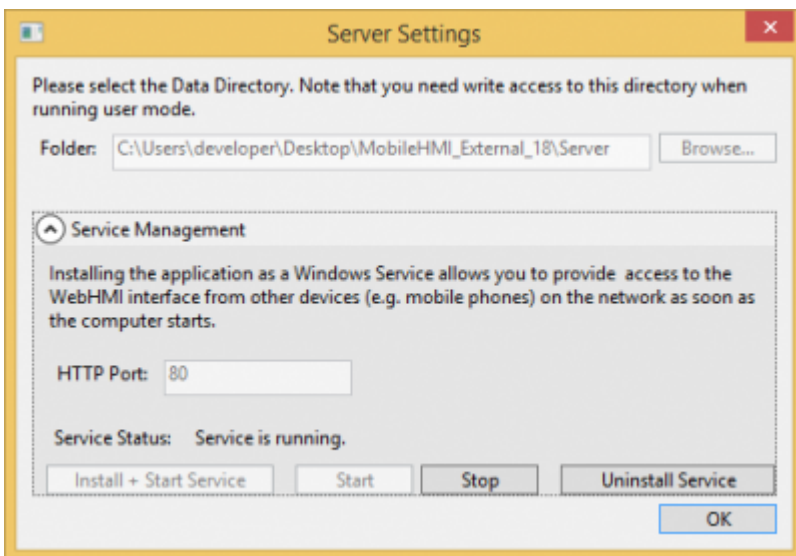 Server Settings
Please select the Data Directory. Note that you need write access to this directory when
running user mode.
Folder: C:\Users\developer\Desktop\MobileHMI_External_18\Server Browse...
Service Management
Installing the application as a Windows Service allows you to provide access to the
WebHMI interface from other devices (e.g. mobile phones) on the network as soon as
the computer starts.
HTTP Port: 80
Service Status: Service is running.
Install + Start Service Start Stop Uninstall Service
OK